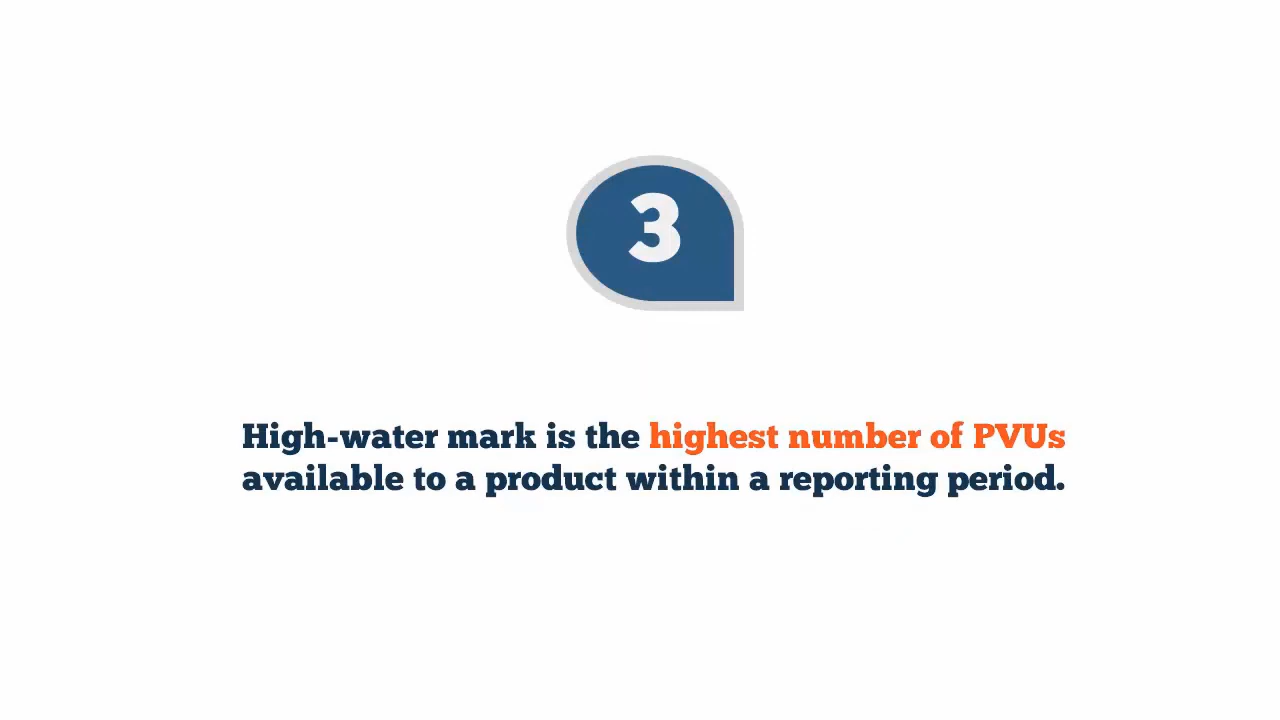 3
High-water mark is the highest number of PVUs
available to a product within a reporting period.